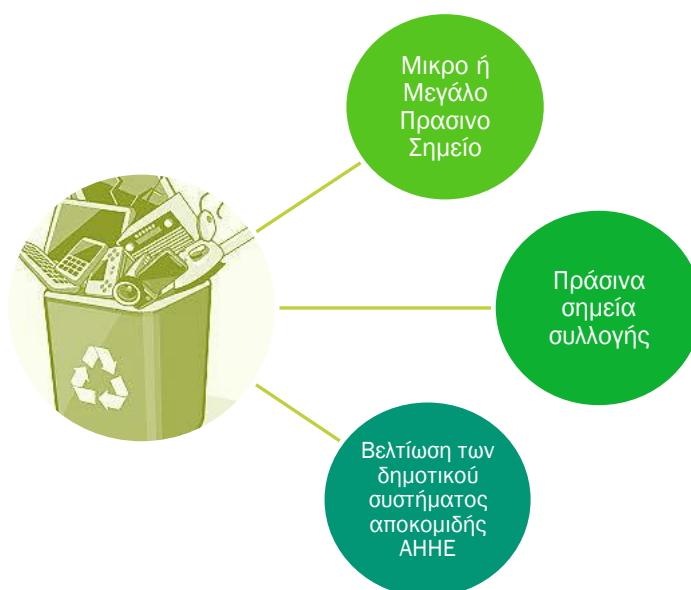 Μικρο ή
Μεγάλο
Πρασινο
Σημείο
Πράσινα
σημεία
συλλογής
Βελτίωση των
δημοτικού
συστήματος
αποκομιδής
ΑΗΗΕ